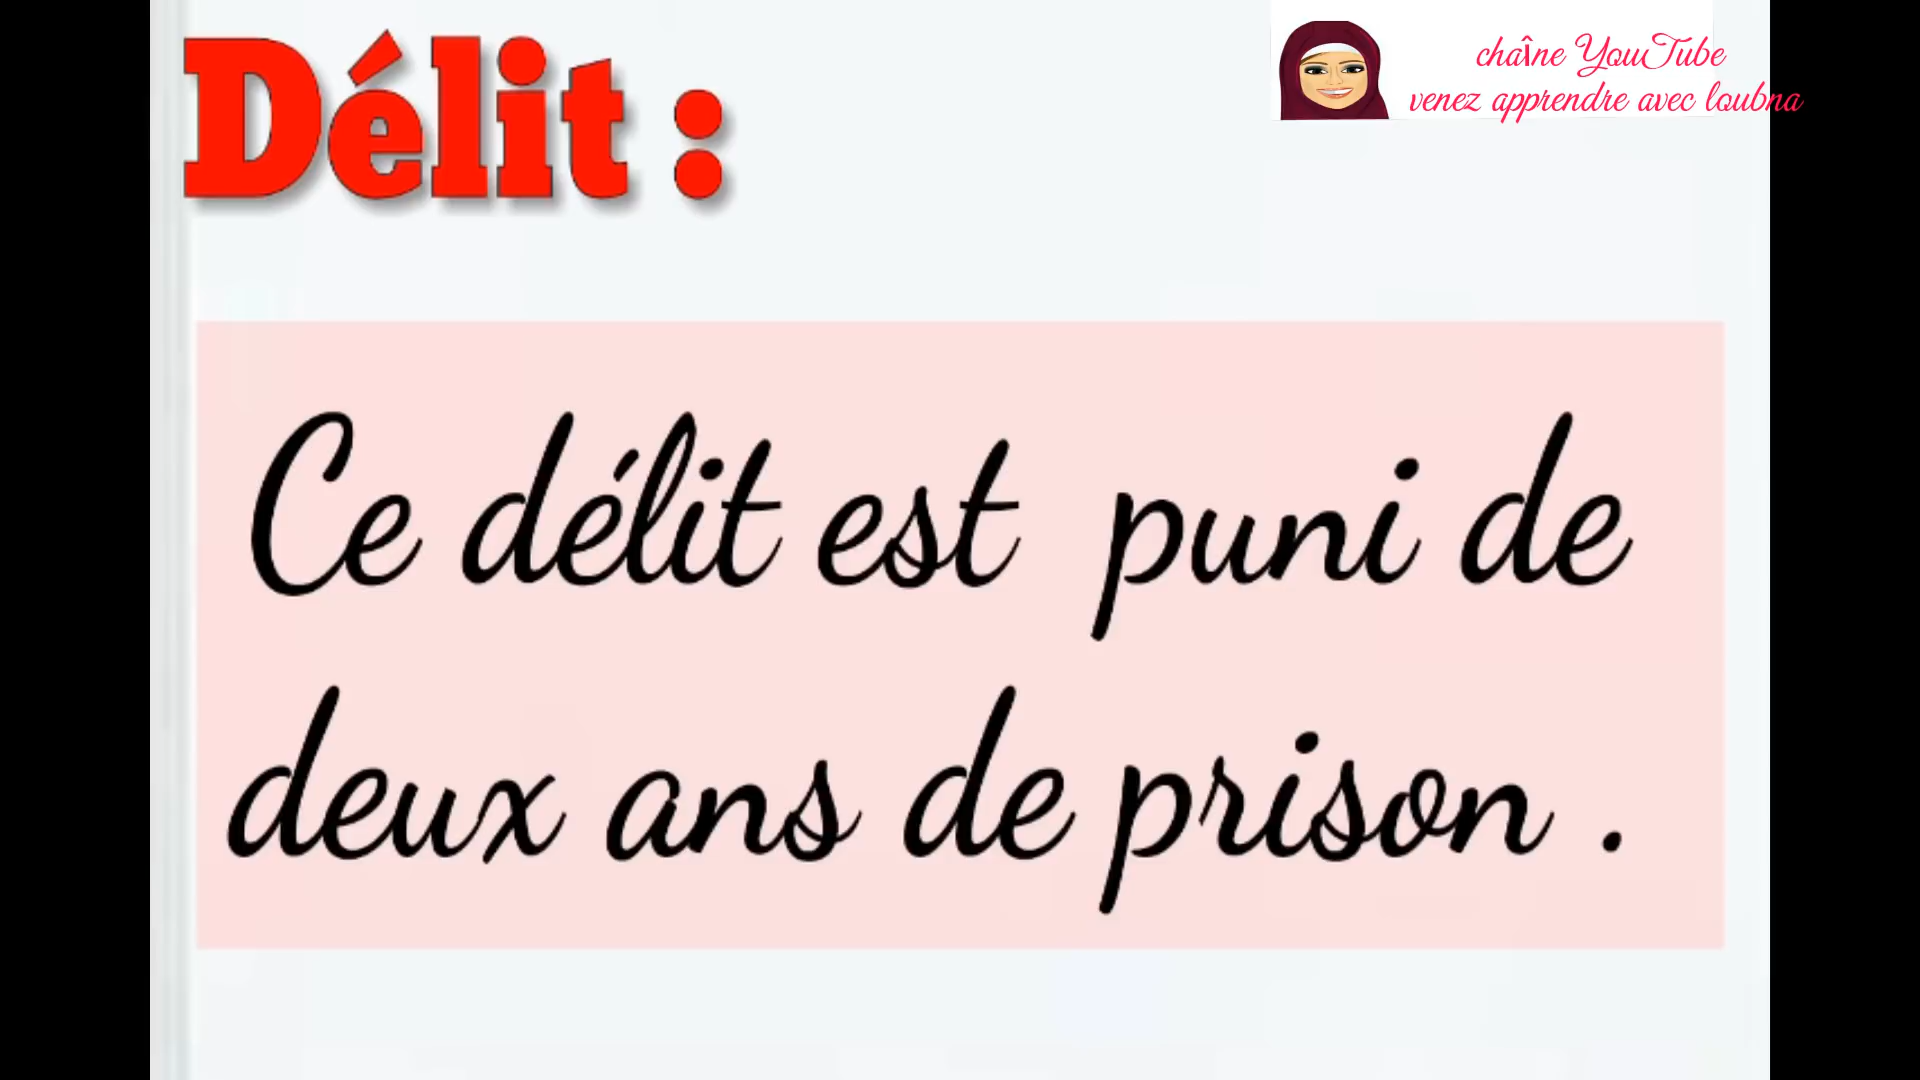 Délit :
chaîne YouTube
venez apprendre avec loubna
Ce délit est puni de
deux ans de prison .